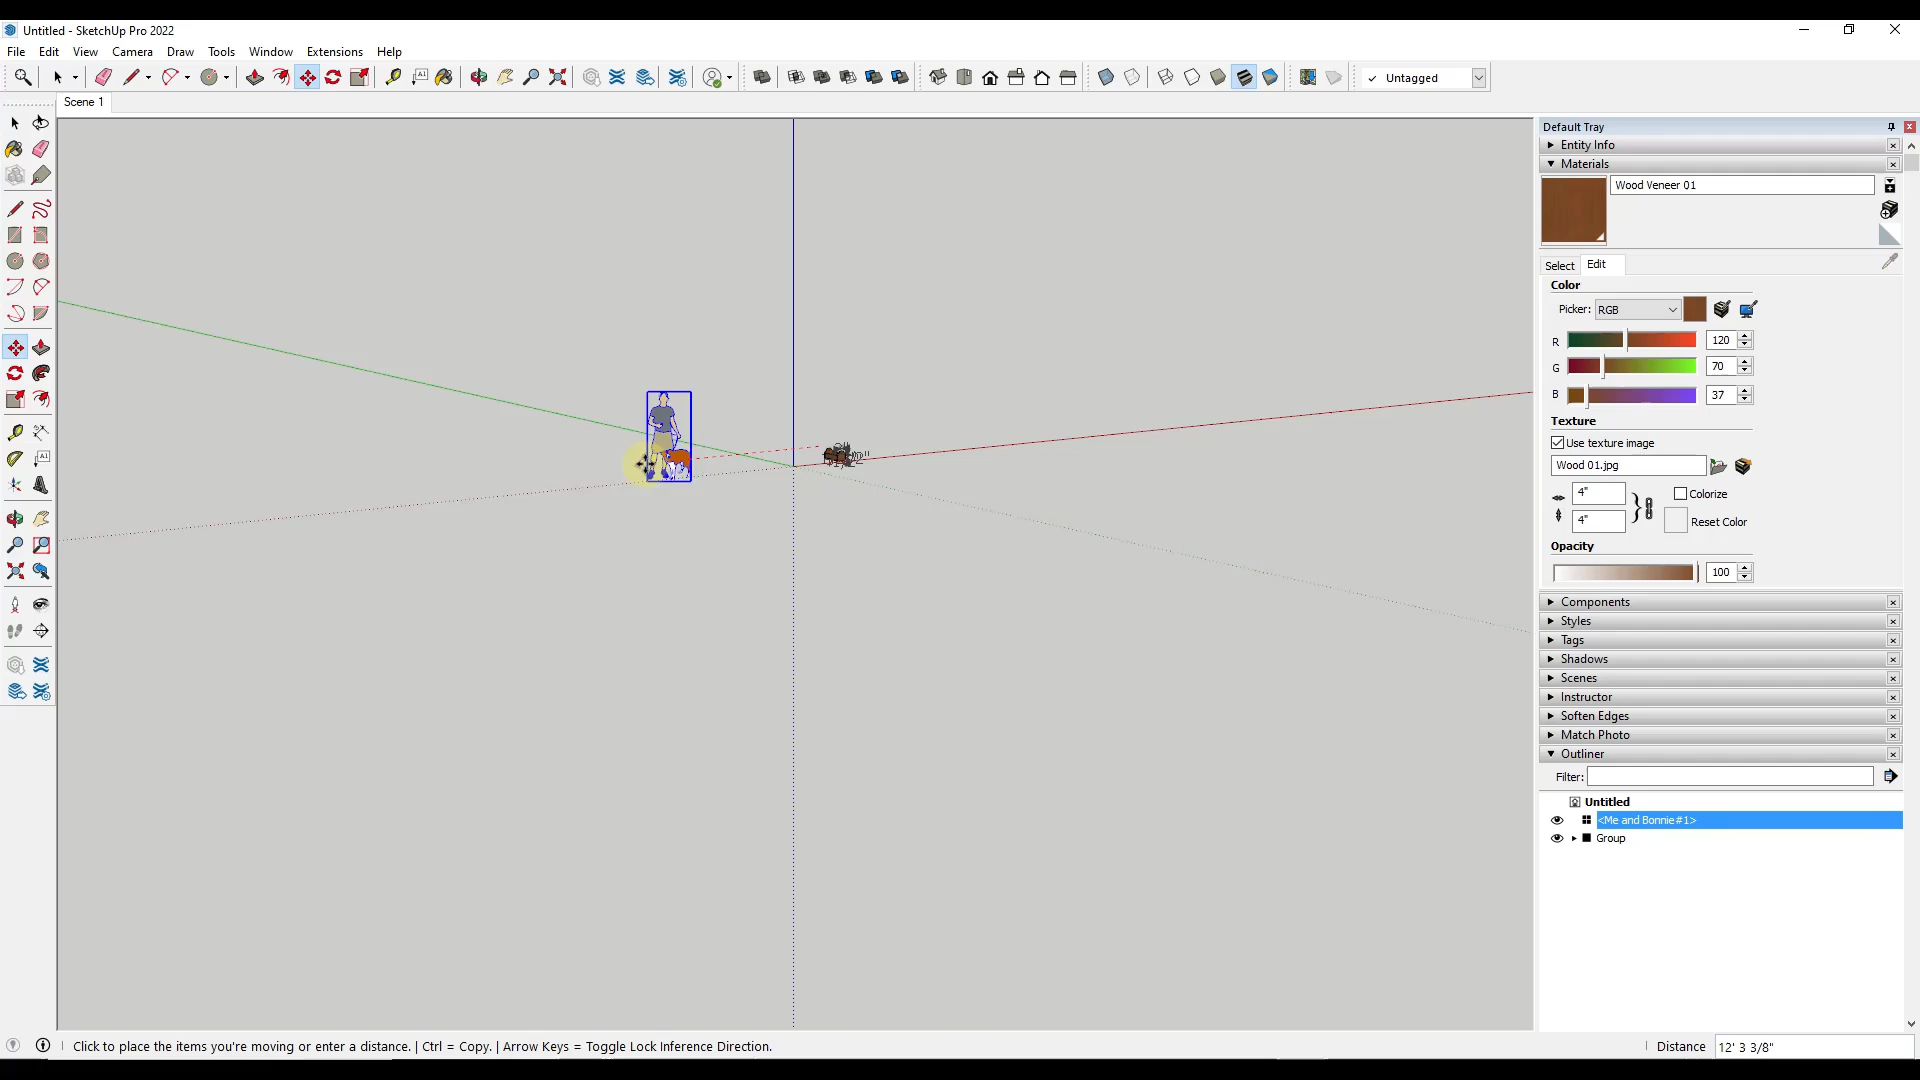 Untitled - SketchUp Pro 2022
File Edit View Camera Draw Tools Window Extensions Help
Untagged
Scene 1
Default Tray
Entity Info
Materials
Wood Veneer 01
Select Edit
Color
Picker: RGB
R 120
G 70
B 37
Texture
Use texture image
Wood 01.jpg
4" Colorize
4" Reset Color
Opacity
100
Components
Styles
Tags
Shadows
Scenes
Instructor
Soften Edges
Match Photo
Outliner
Filter:
Untitled
<Me and Bonnie#1>
Group
Click to place the items you're moving or enter a distance. | Ctrl = Copy. | Arrow Keys = Toggle Lock Inference Direction.
Distance 12' 3 3/8"